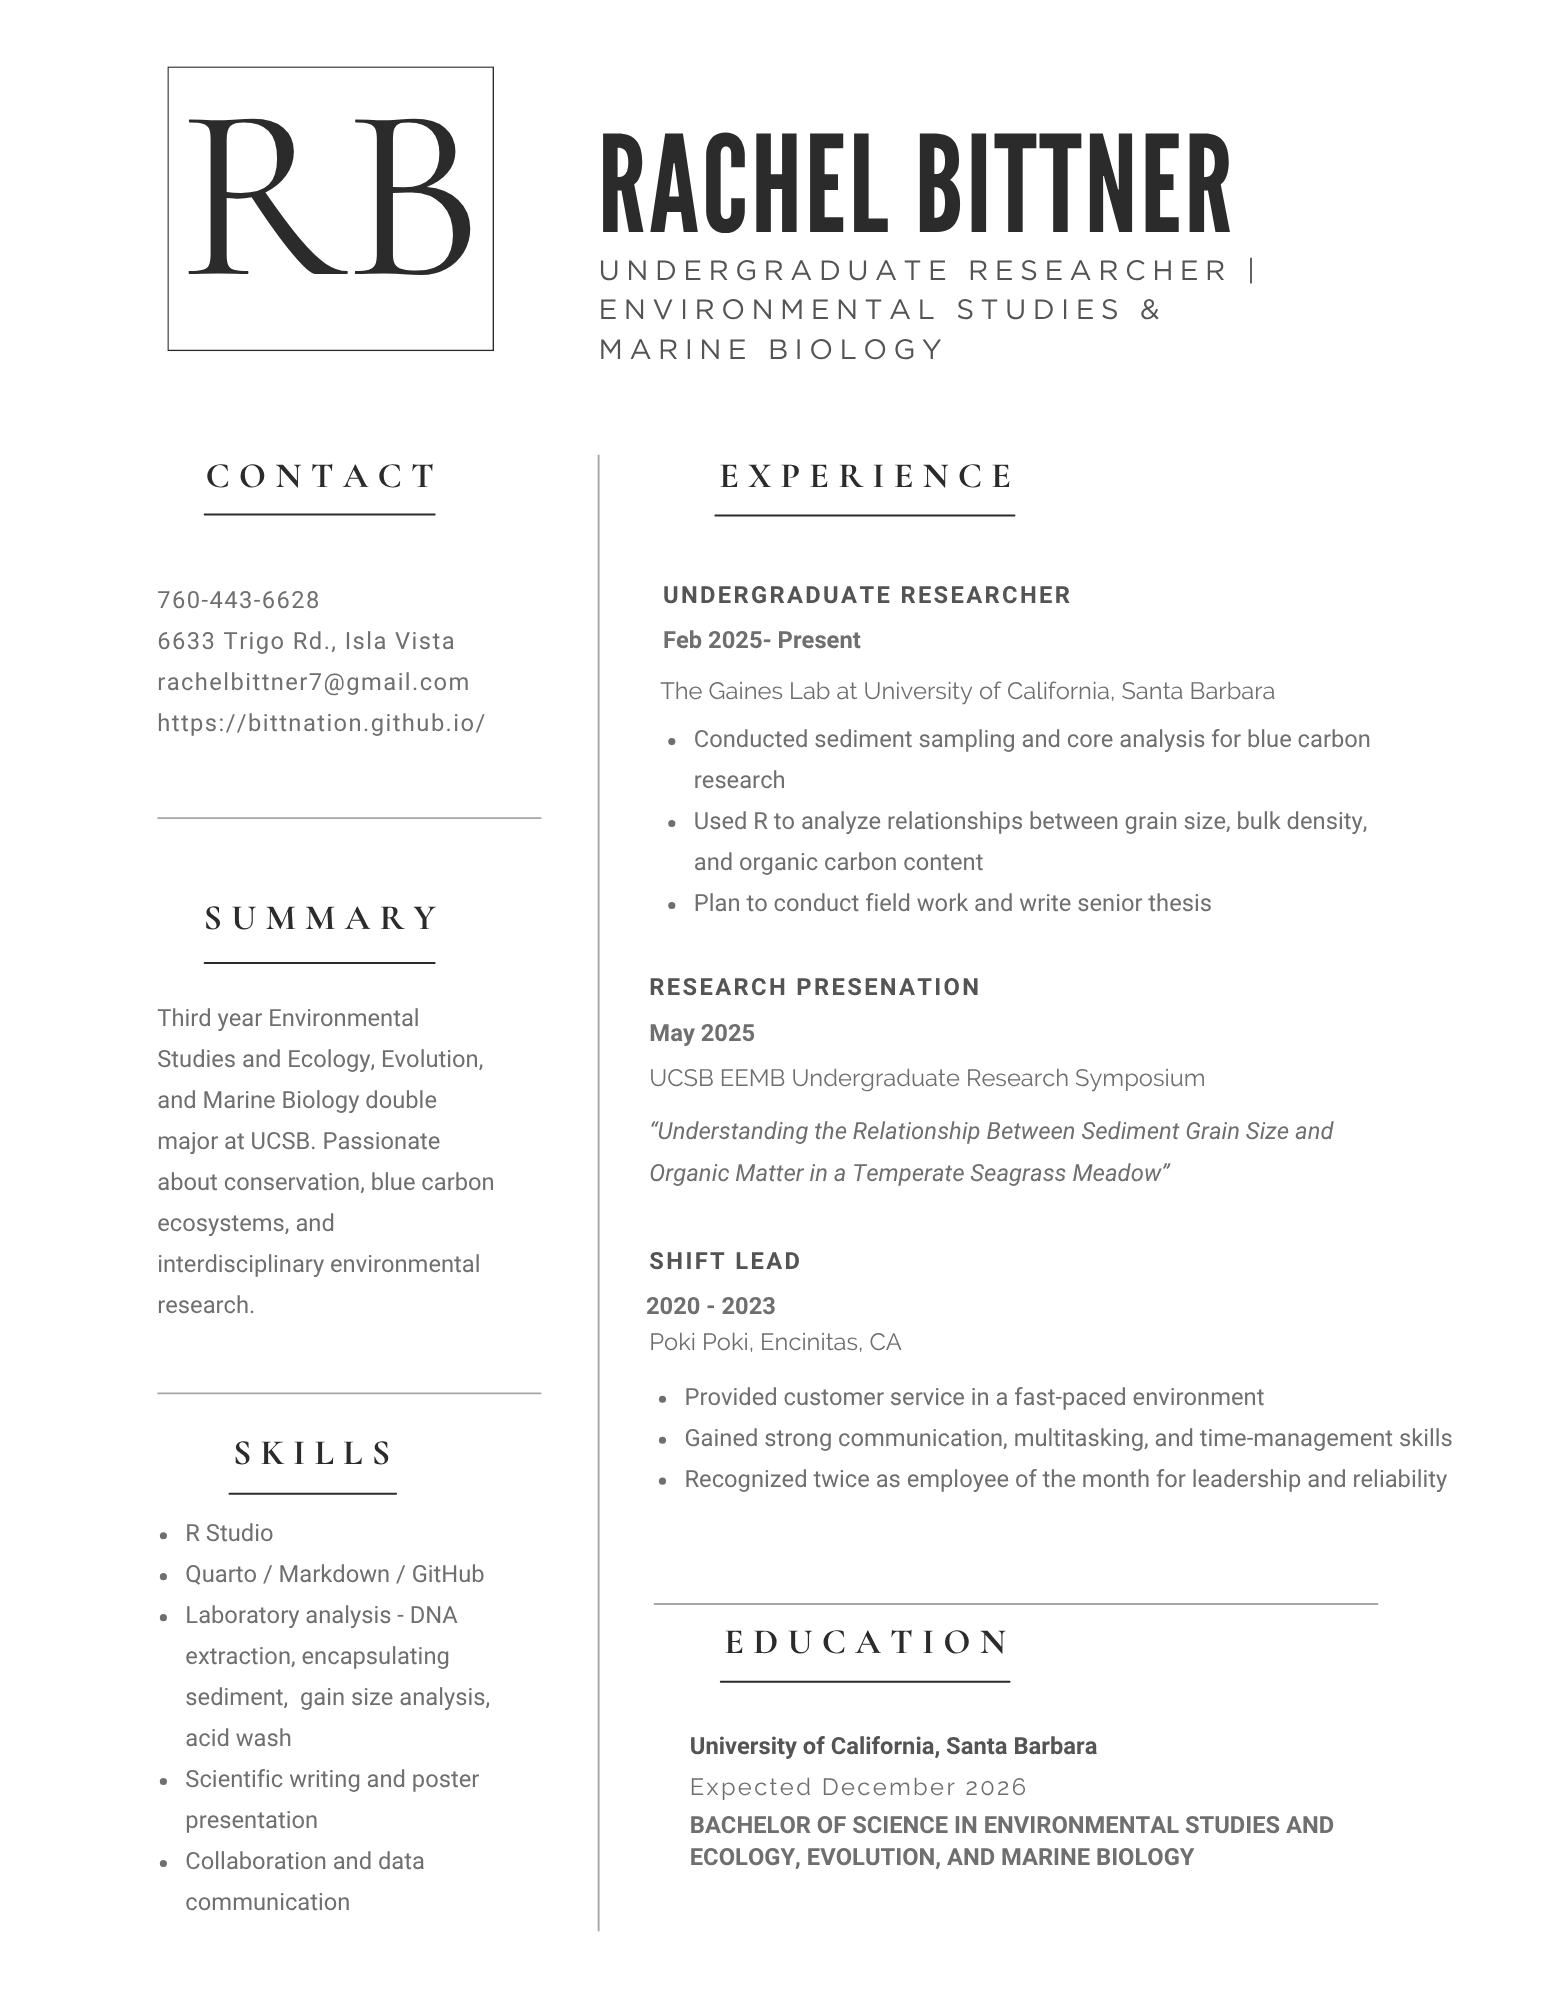 RB
RACHEL BITTNER
UNDERGRADUATE RESEARCHER |
ENVIRONMENTAL STUDIES &
MARINE BIOLOGY
CONTACT
760-443-6628
6633 Trigo Rd., Isla Vista
rachelbittner7@gmail.com
https://bittnation.github.io/
SUMMARY
Third year Environmental
Studies and Ecology, Evolution,
and Marine Biology double
major at UCSB. Passionate
about conservation, blue carbon
ecosystems, and
interdisciplinary environmental
research.
SKILLS
• R Studio
• Quarto / Markdown / GitHub
• Laboratory analysis - DNA
extraction, encapsulating
sediment,  gain size analysis,
acid wash
• Scientific writing and poster
presentation
• Collaboration and data
communication
EXPERIENCE
UNDERGRADUATE RESEARCHER
Feb 2025- Present
The Gaines Lab at University of California, Santa Barbara
• Conducted sediment sampling and core analysis for blue carbon
research
• Used R to analyze relationships between grain size, bulk density,
and organic carbon content
• Plan to conduct field work and write senior thesis
RESEARCH PRESENATION
May 2025
UCSB EEMB Undergraduate Research Symposium
“Understanding the Relationship Between Sediment Grain Size and
Organic Matter in a Temperate Seagrass Meadow”
SHIFT LEAD
2020 - 2023
Poki Poki, Encinitas, CA
• Provided customer service in a fast-paced environment
• Gained strong communication, multitasking, and time-management skills
• Recognized twice as employee of the month for leadership and reliability
EDUCATION
University of California, Santa Barbara
Expected December 2026
BACHELOR OF SCIENCE IN ENVIRONMENTAL STUDIES AND
ECOLOGY, EVOLUTION, AND MARINE BIOLOGY